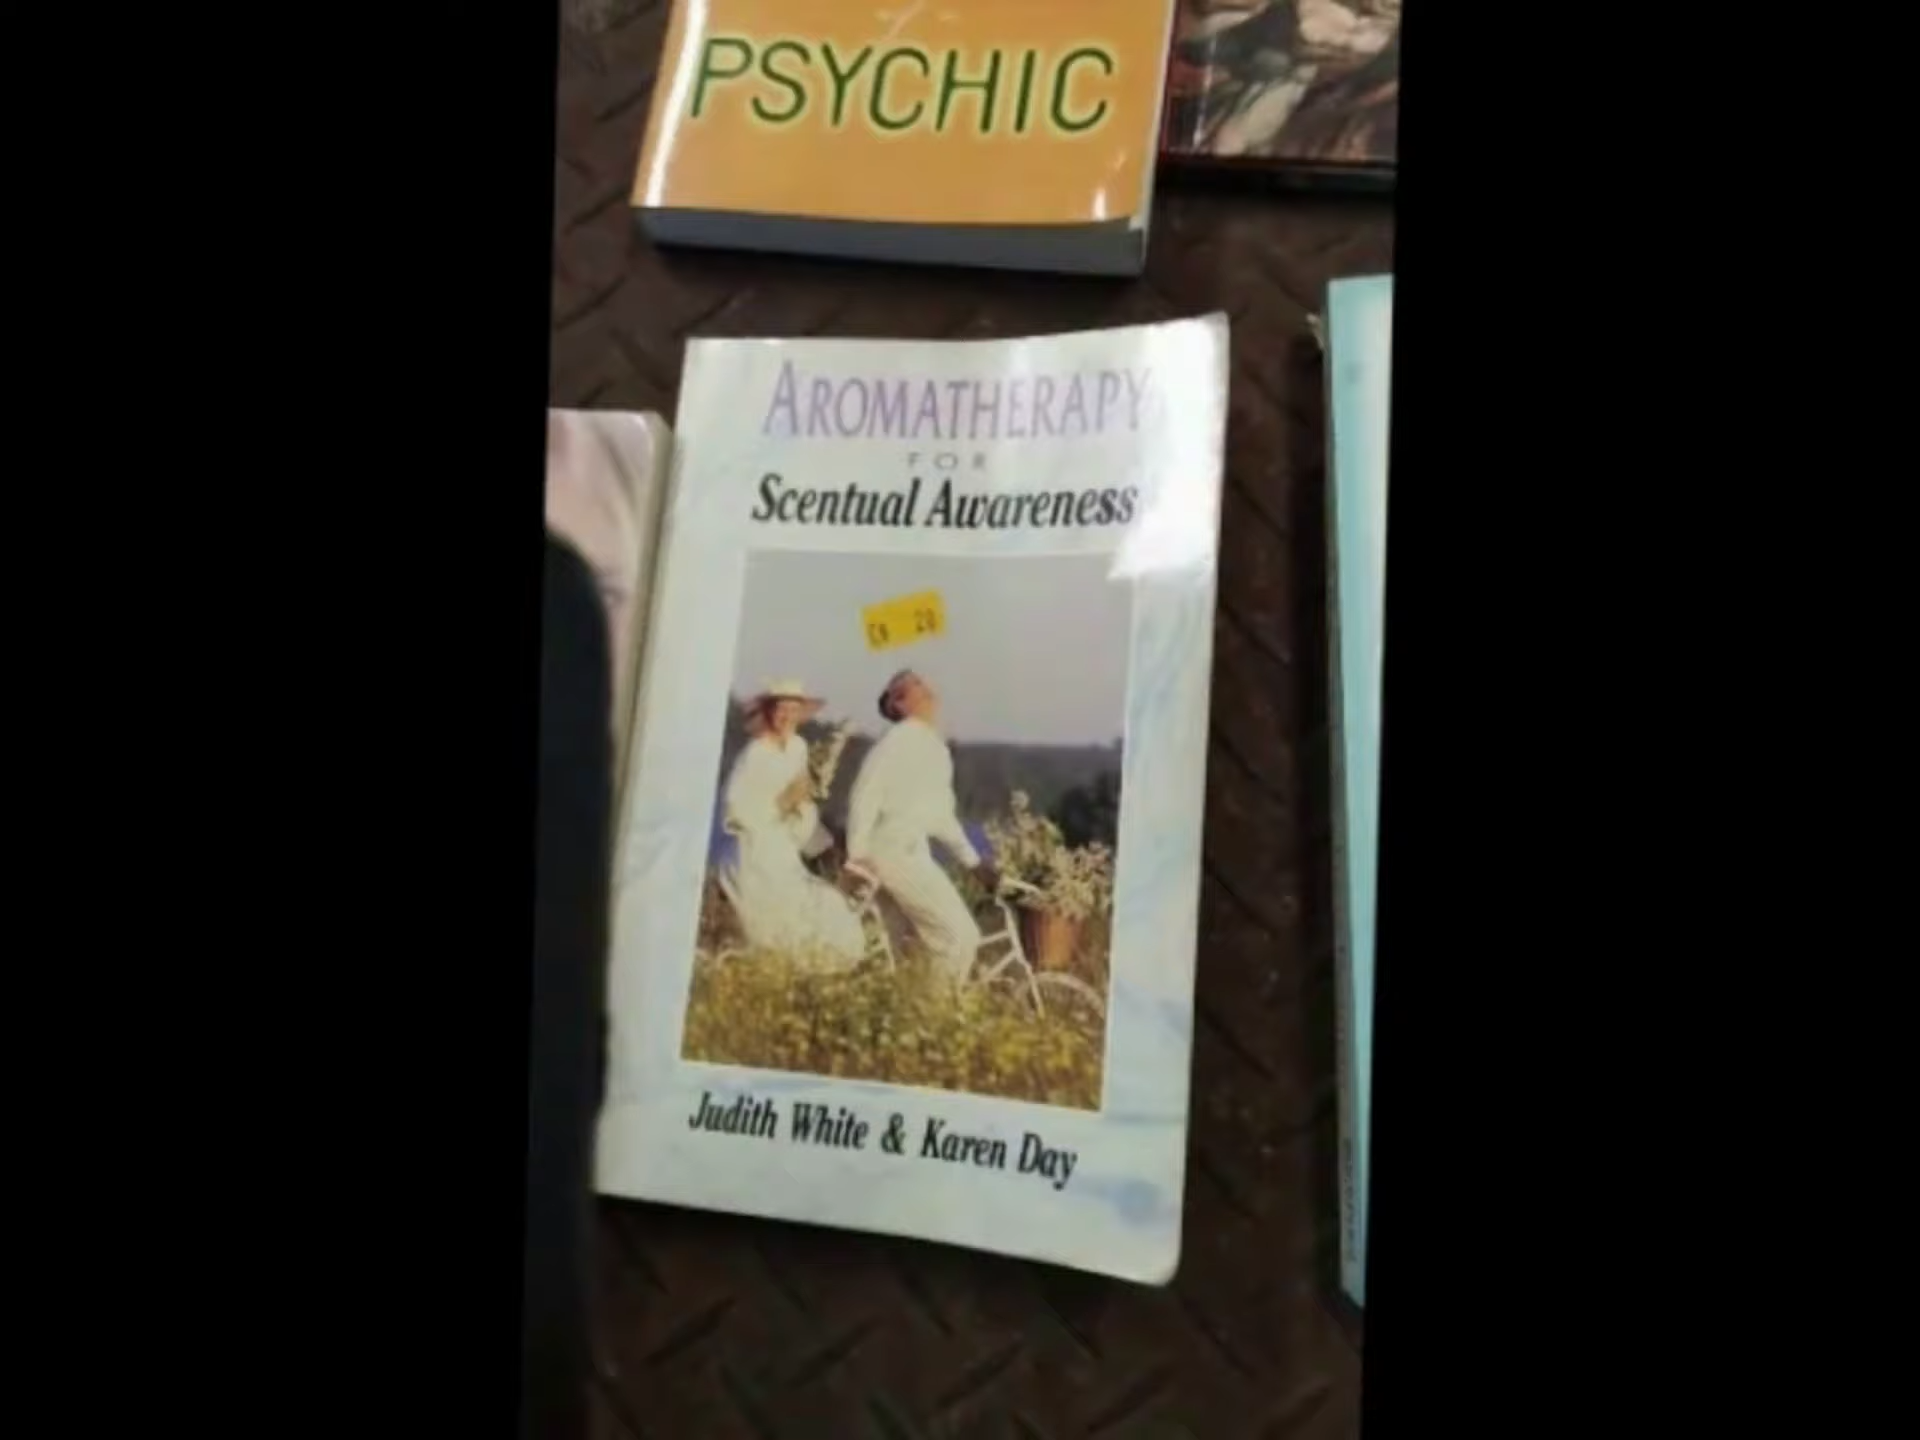 PSYCHIC
AROMATHERAPY
FOR
Scentual Awareness
Judith White & Karen Day